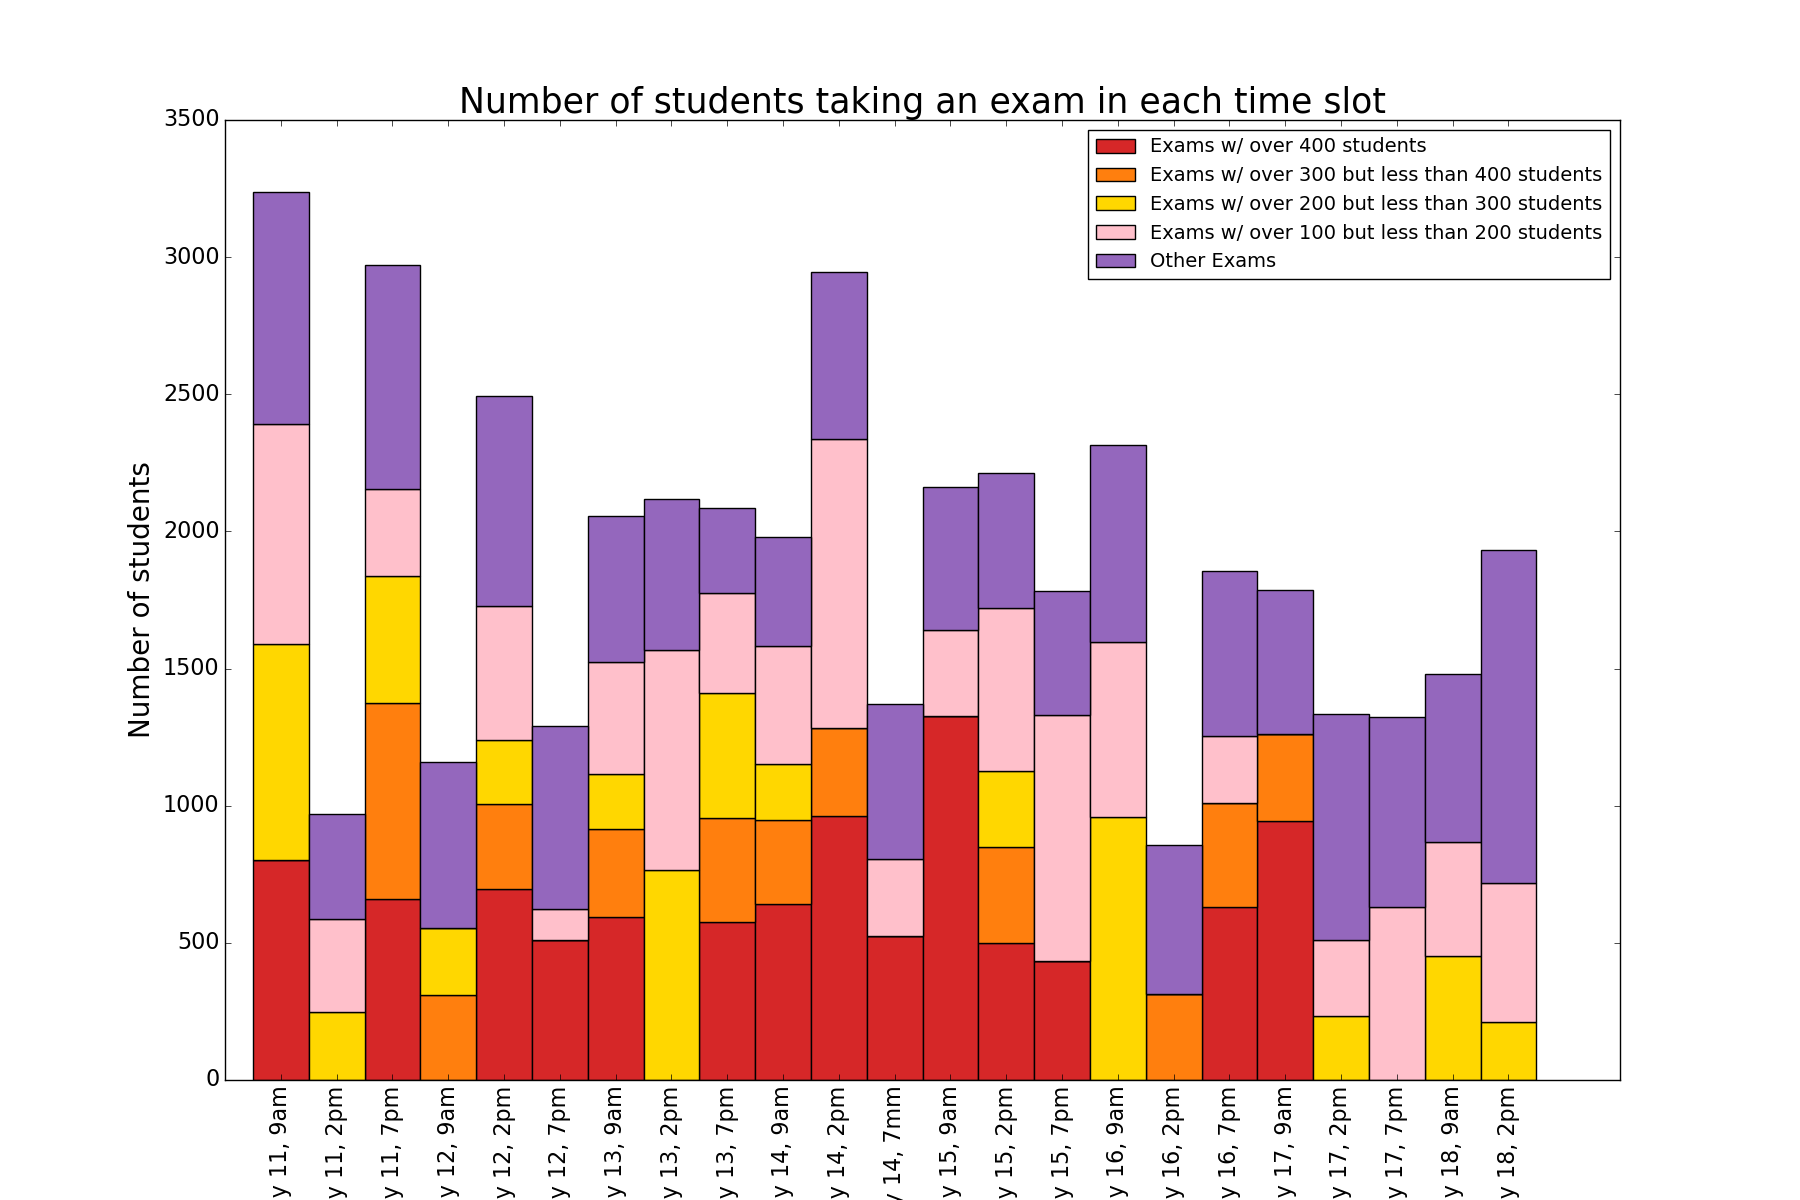 Number of students taking an exam in each time slot
3500
3000
2500
2000
1500
1000
500
0
Number of students
Exams w/ over 400 students
Exams w/ over 300 but less than 400 students
Exams w/ over 200 but less than 300 students
Exams w/ over 100 but less than 200 students
Other Exams
y 11, 9am
y 11, 2pm
y 11, 7pm
y 12, 9am
y 12, 2pm
y 12, 7pm
y 13, 9am
y 13, 2pm
y 13, 7pm
y 14, 9am
y 14, 2pm
y 14, 7mm
y 15, 9am
y 15, 2pm
y 15, 7pm
y 16, 9am
y 16, 2pm
y 16, 7pm
y 17, 9am
y 17, 2pm
y 17, 7pm
y 18, 9am
y 18, 2pm